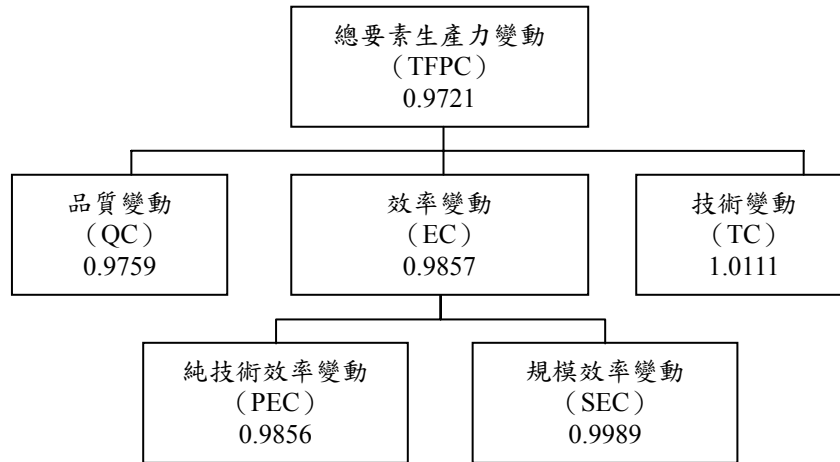 總要素生產力變動
（TFPC）
0.9721
品質變動
（QC）
0.9759
效率變動
（EC）
0.9857
技術變動
（TC）
1.0111
純技術效率變動
（PEC）
0.9856
規模效率變動
（SEC）
0.9989